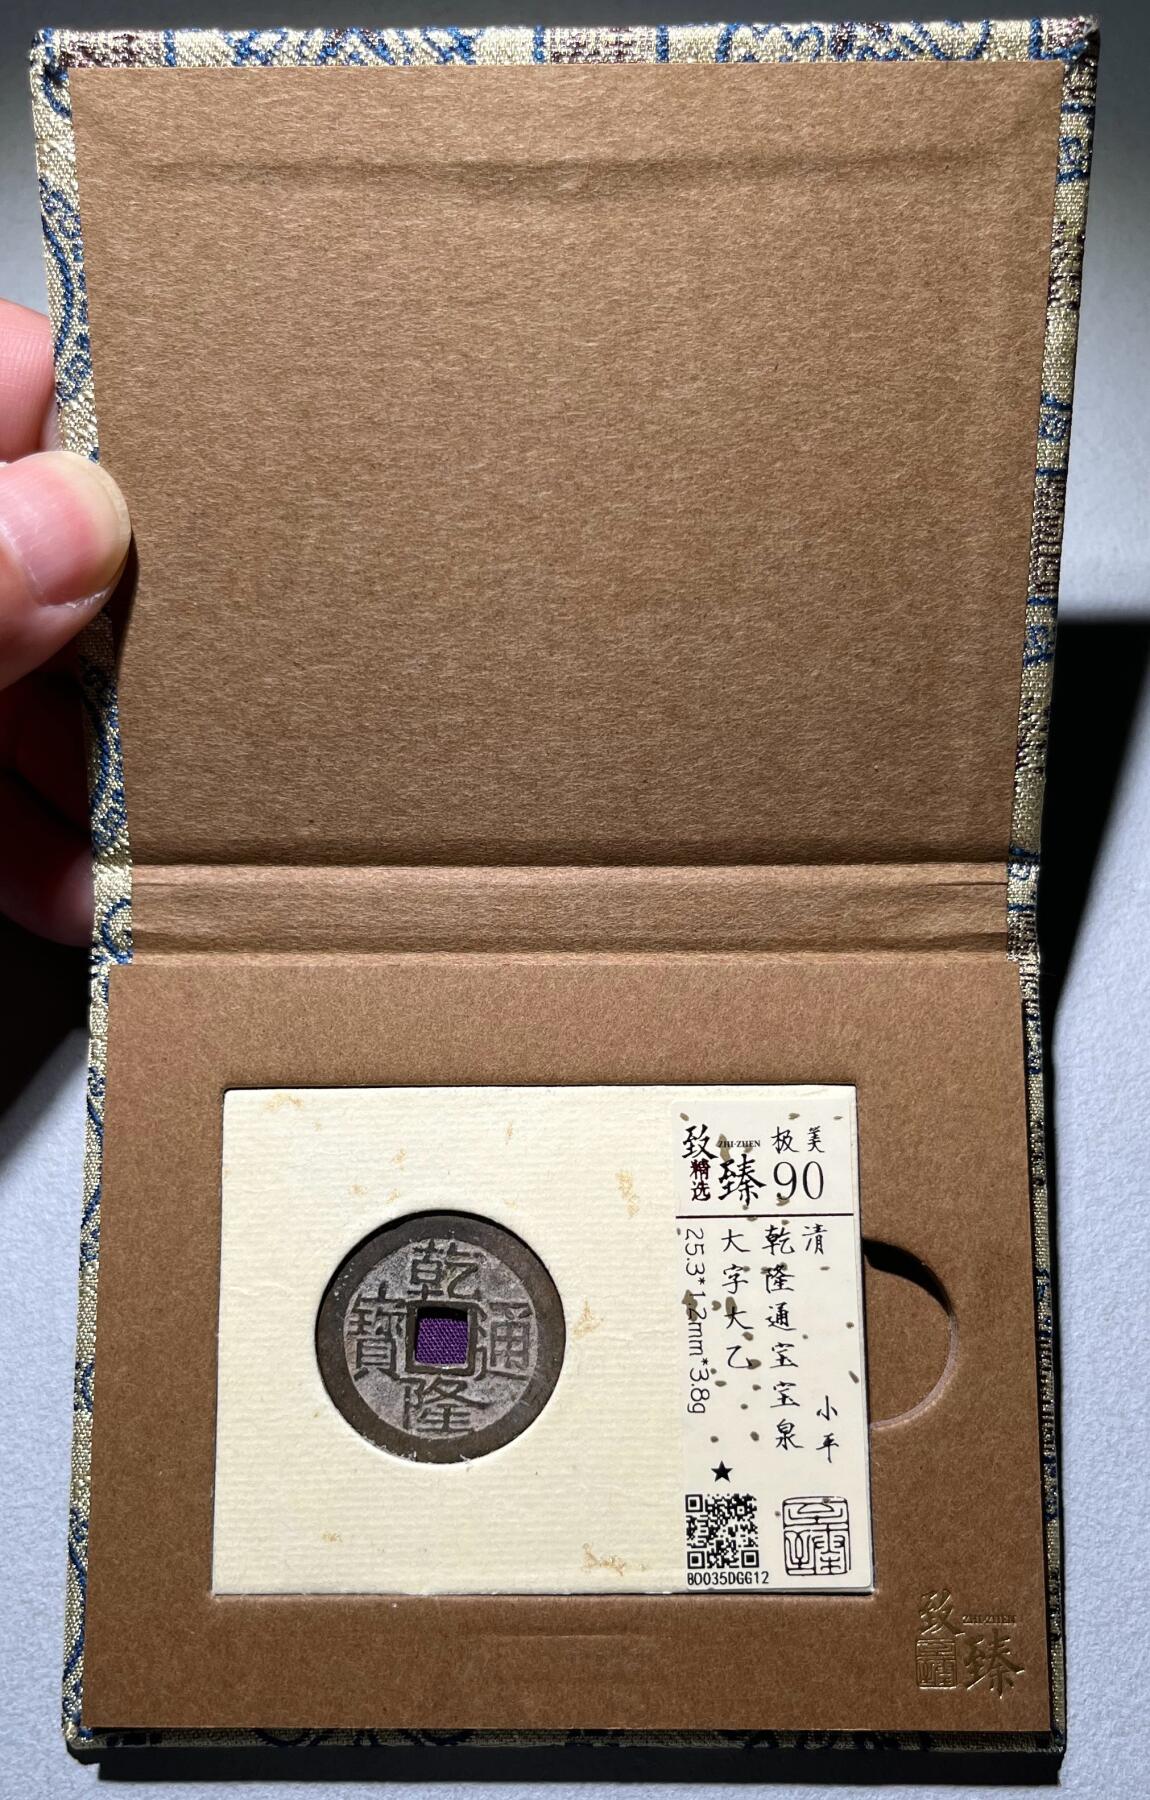 致臻
ZHI·ZHEN
精选
极美
90
清
乾隆通宝宝泉
小平
大字大乙
25.3*1.2mm*3.8g
★
乾隆通寶
致臻
ZHI·ZHEN